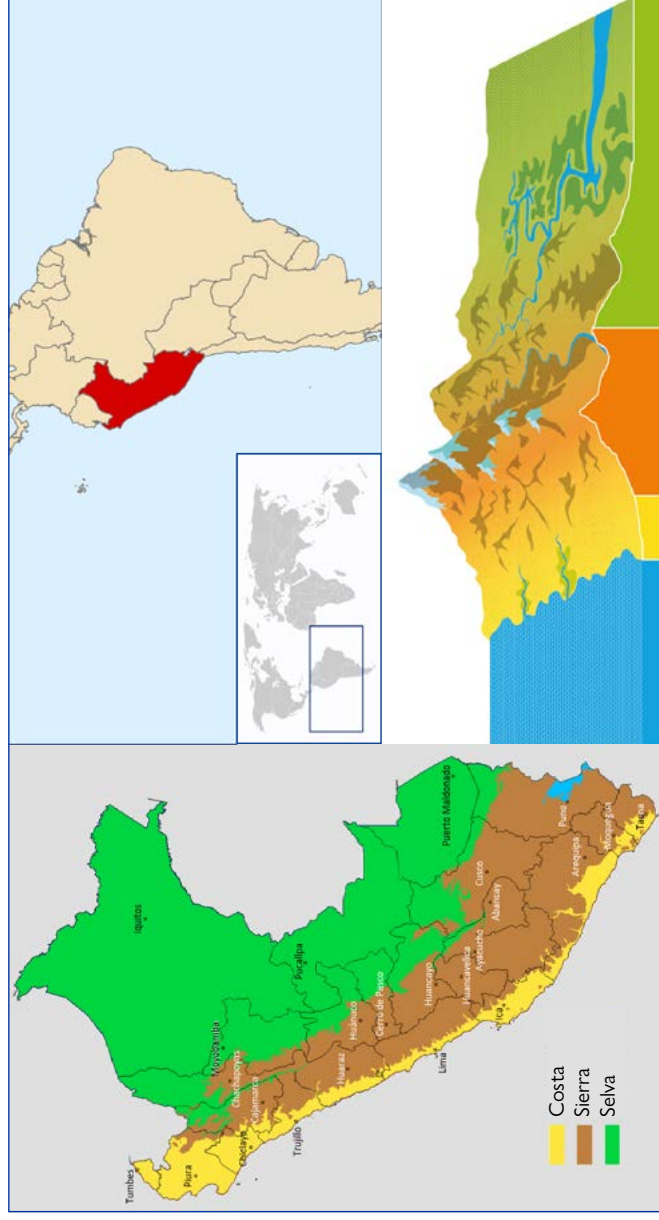 Iquitos
Tumbes
Piura
Moyobamba
Chachapoyas
Chiclayo
Cajamarca
Trujillo
Pucallpa
Huaraz
Huánuco
Cerro de Pasco
Lima
Huancayo
Puerto Maldonado
Huancavelica
Ayacucho
Cusco
Abancay
Ica
Puno
Arequipa
Moquegua
Tacna
Costa
Sierra
Selva